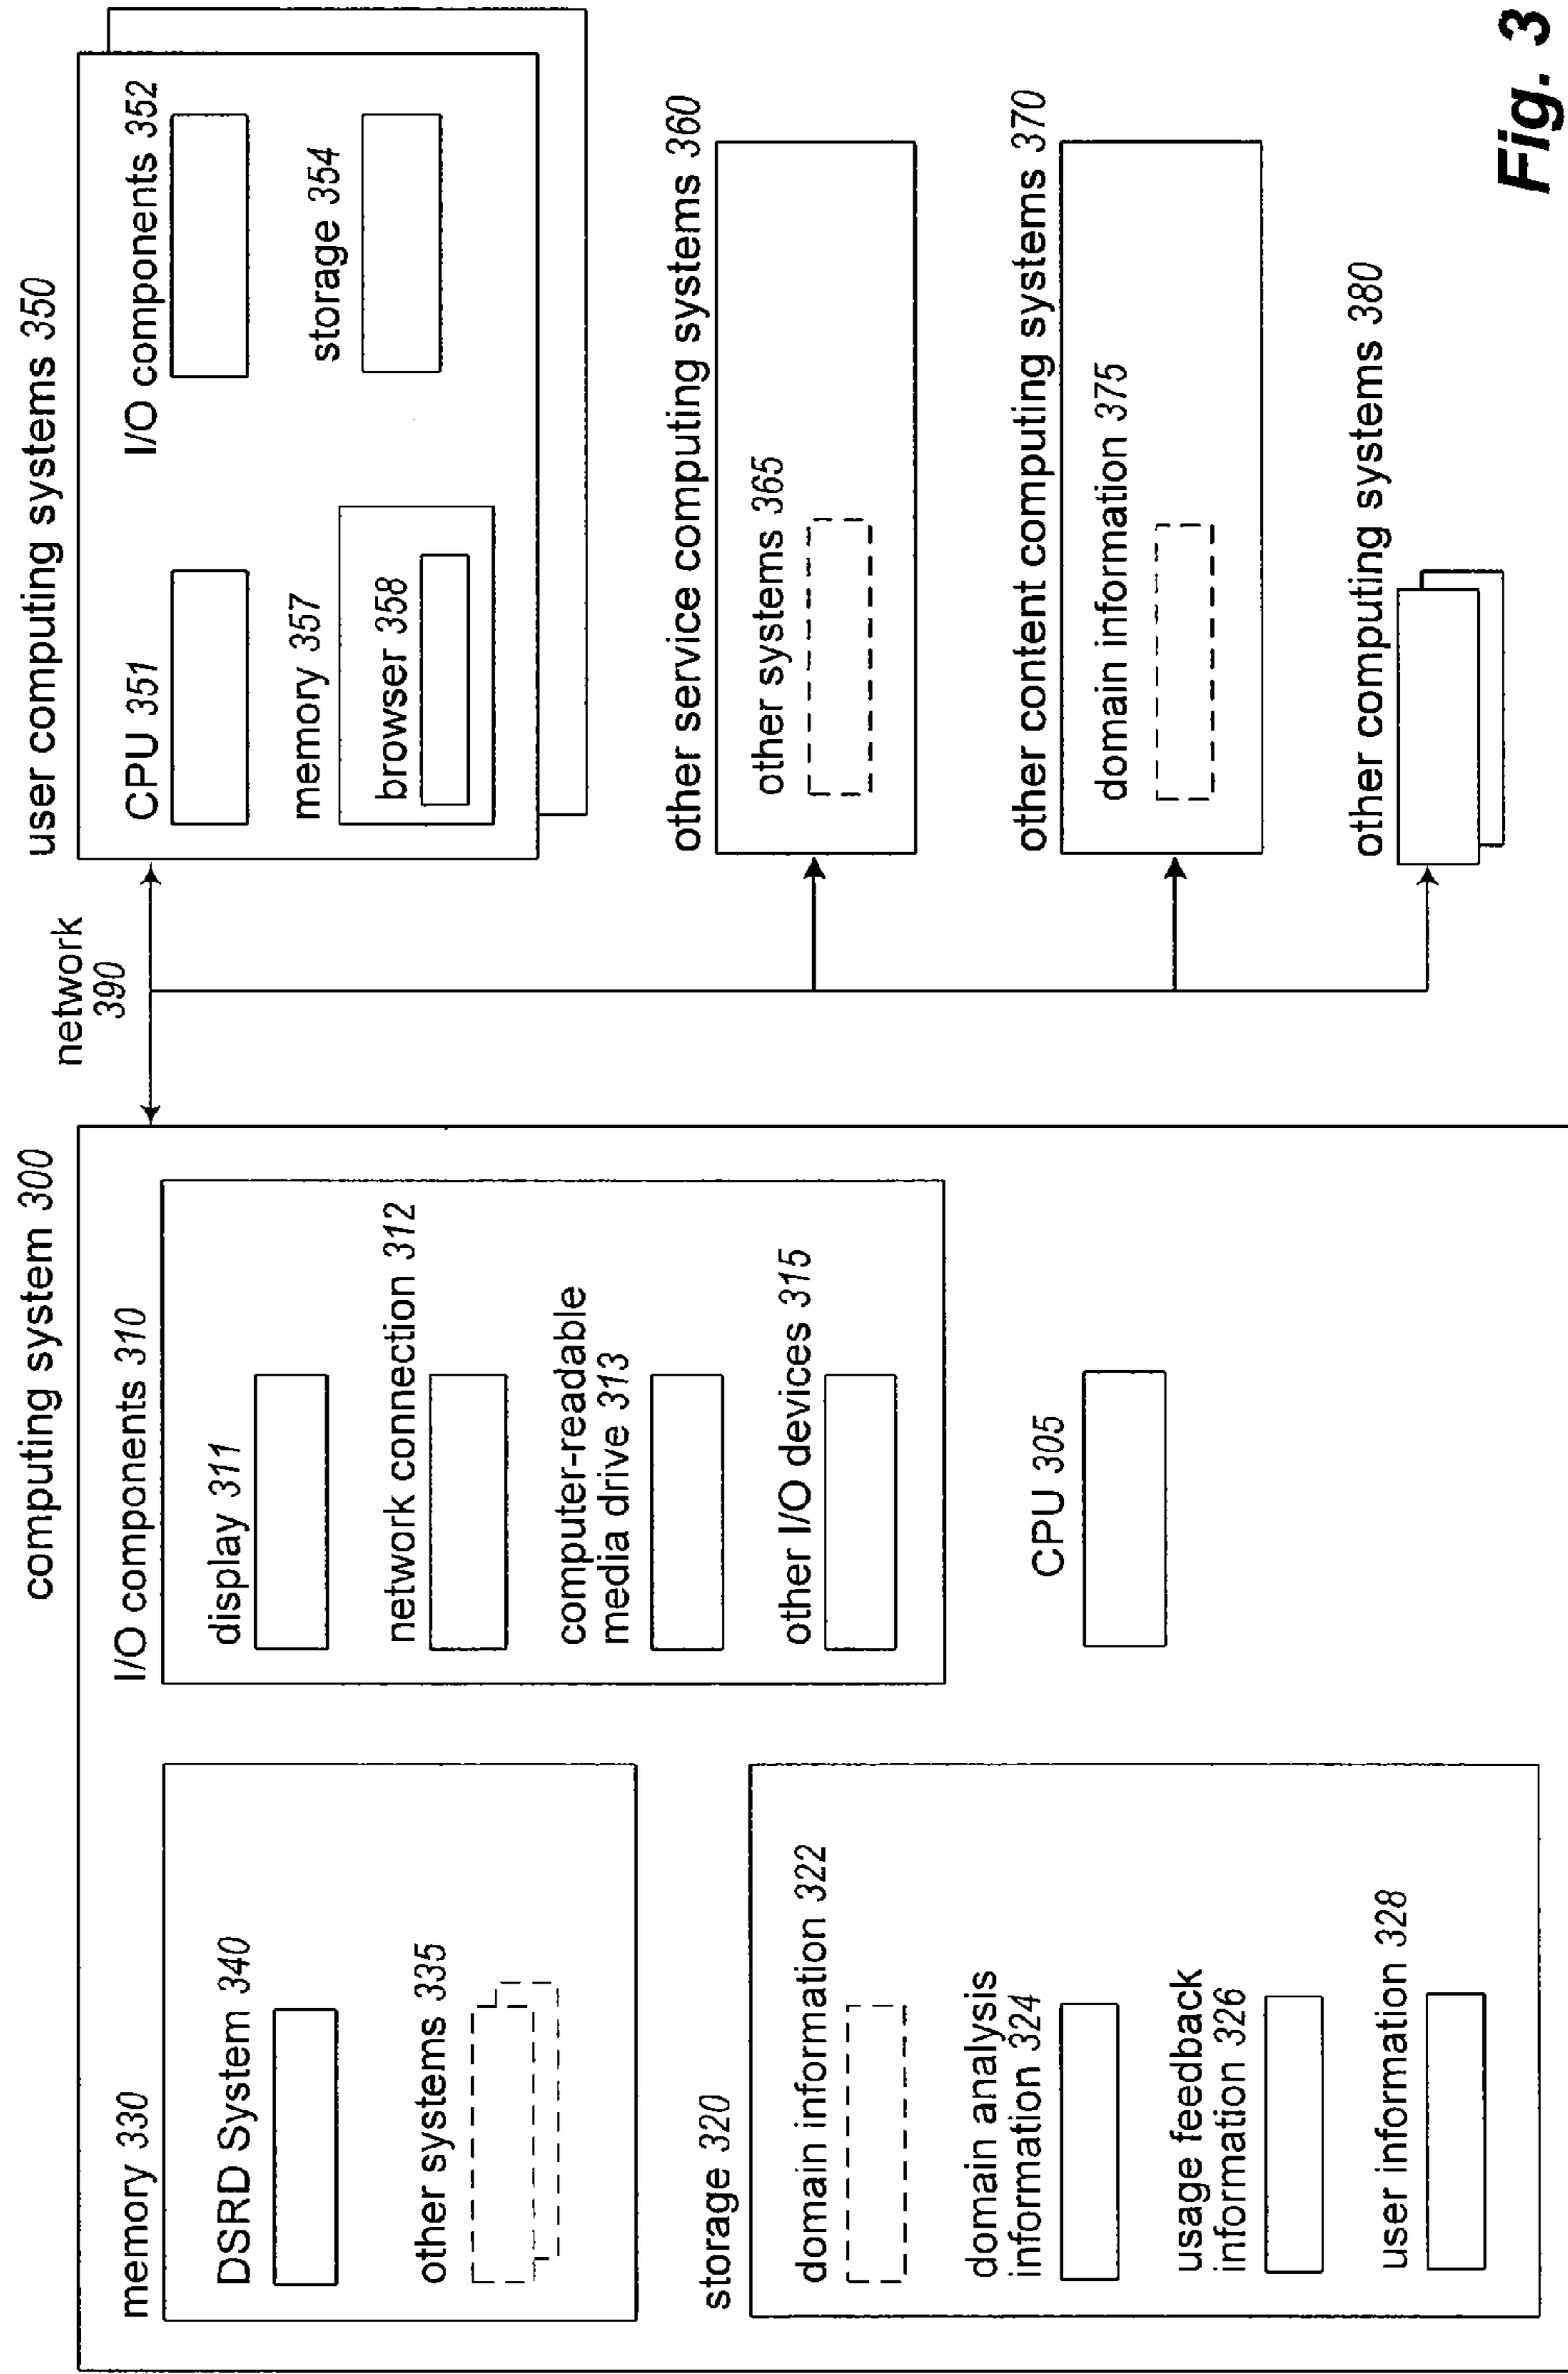 computing system 300
memory 330
DSRD System 340
other systems 335
storage 320
domain information 322
domain analysis
information 324
usage feedback
information 326
user information 328
I/O components 310
display 311
network connection 312
computer-readable
media drive 313
other I/O devices 315
CPU 305
network
390
user computing systems 350
CPU 351
I/O components 352
memory 357
browser 358
storage 354
other service computing systems 360
other systems 365
other content computing systems 370
domain information 375
other computing systems 380
Fig. 3